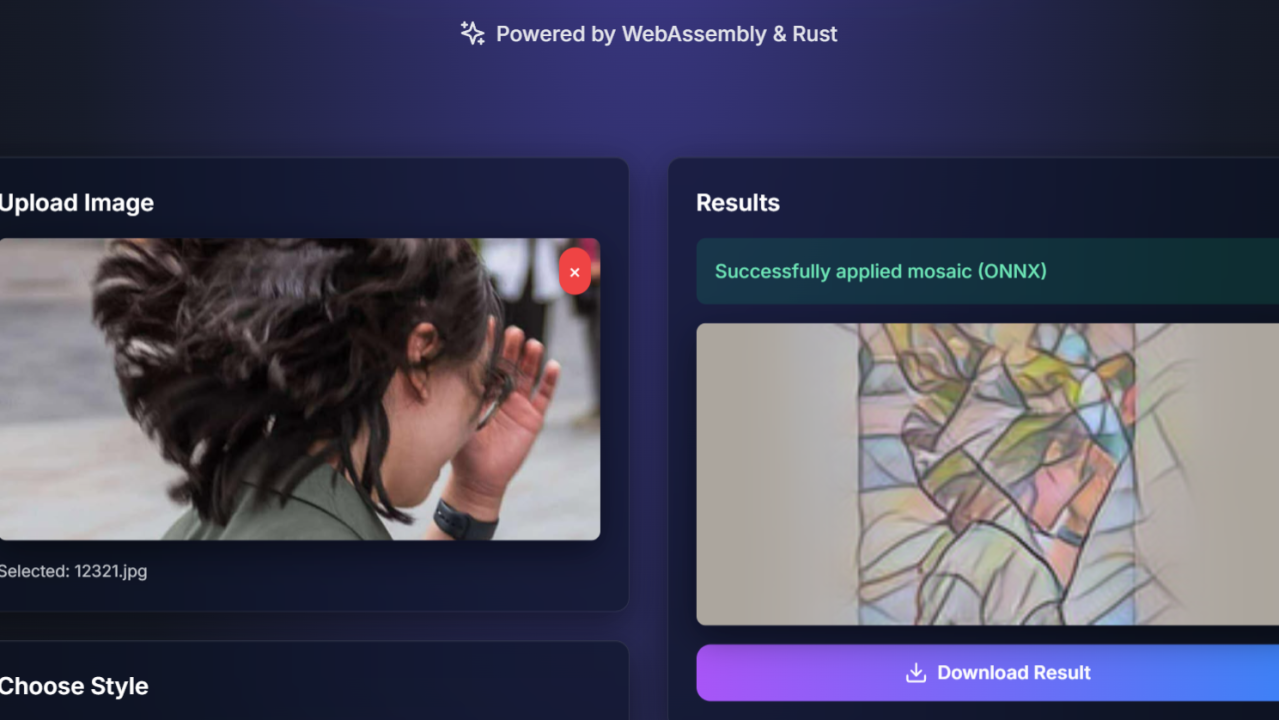 Powered by WebAssembly & Rust
Upload Image
×
Selected: 12321.jpg
Choose Style
Results
Successfully applied mosaic (ONNX)
Download Result